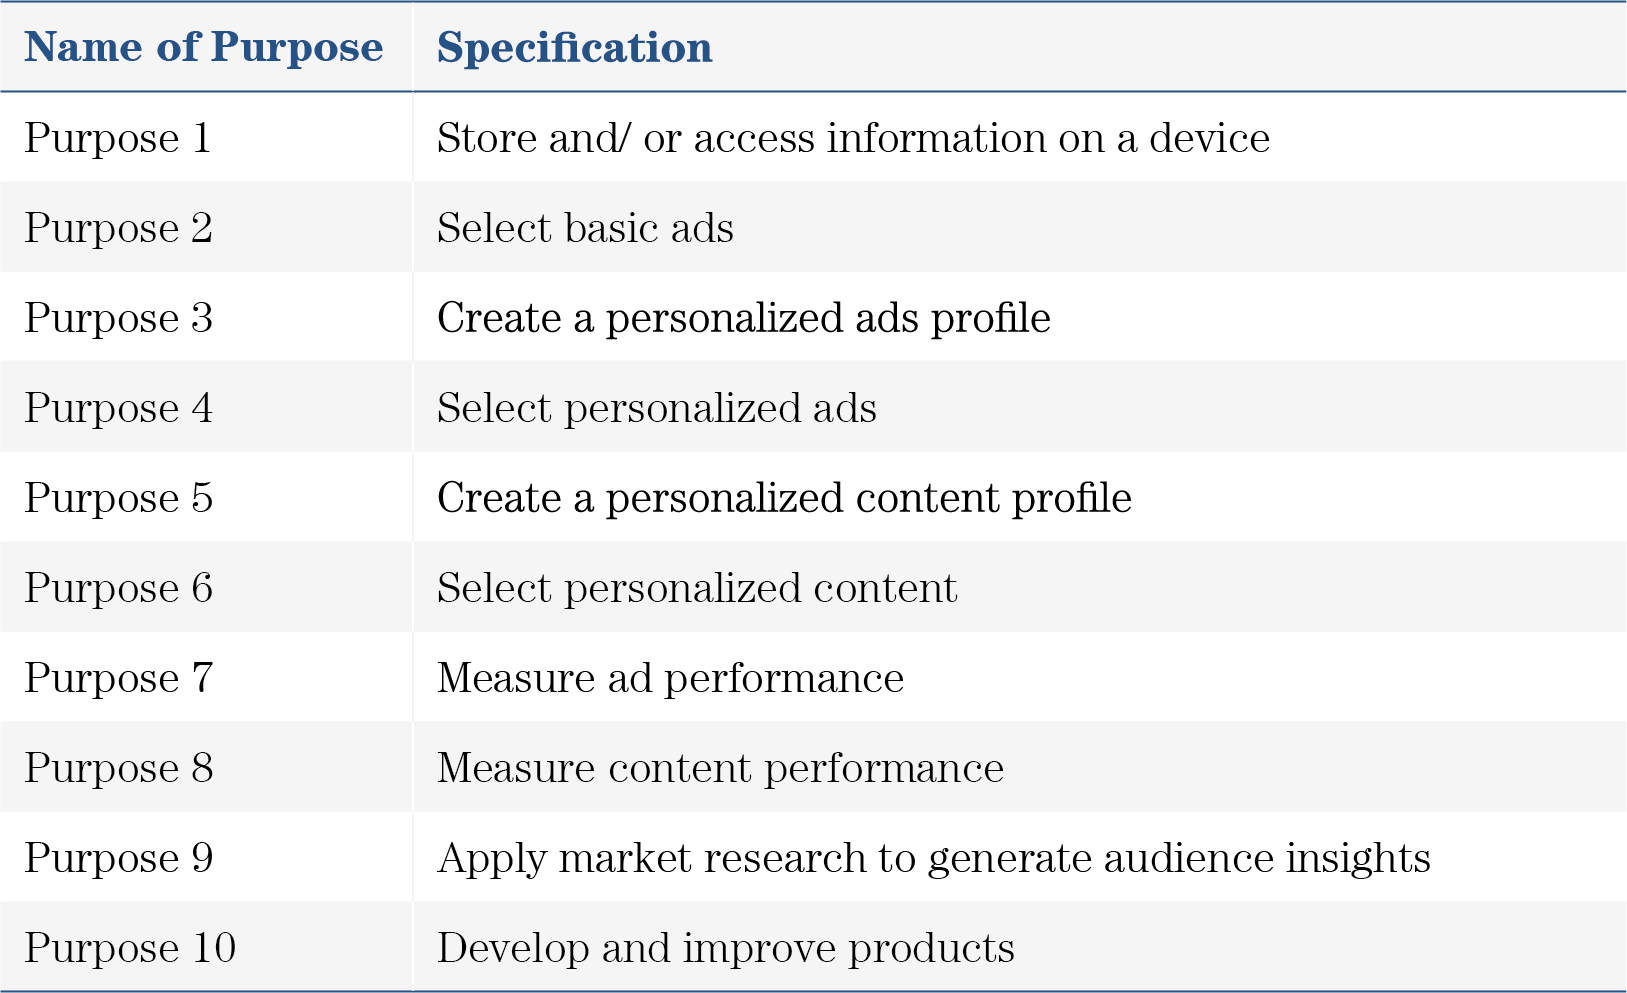 Name of Purpose Specification
Purpose 1 Store and/ or access information on a device
Purpose 2 Select basic ads
Purpose 3 Create a personalized ads profile
Purpose 4 Select personalized ads
Purpose 5 Create a personalized content profile
Purpose 6 Select personalized content
Purpose 7 Measure ad performance
Purpose 8 Measure content performance
Purpose 9 Apply market research to generate audience insights
Purpose 10 Develop and improve products